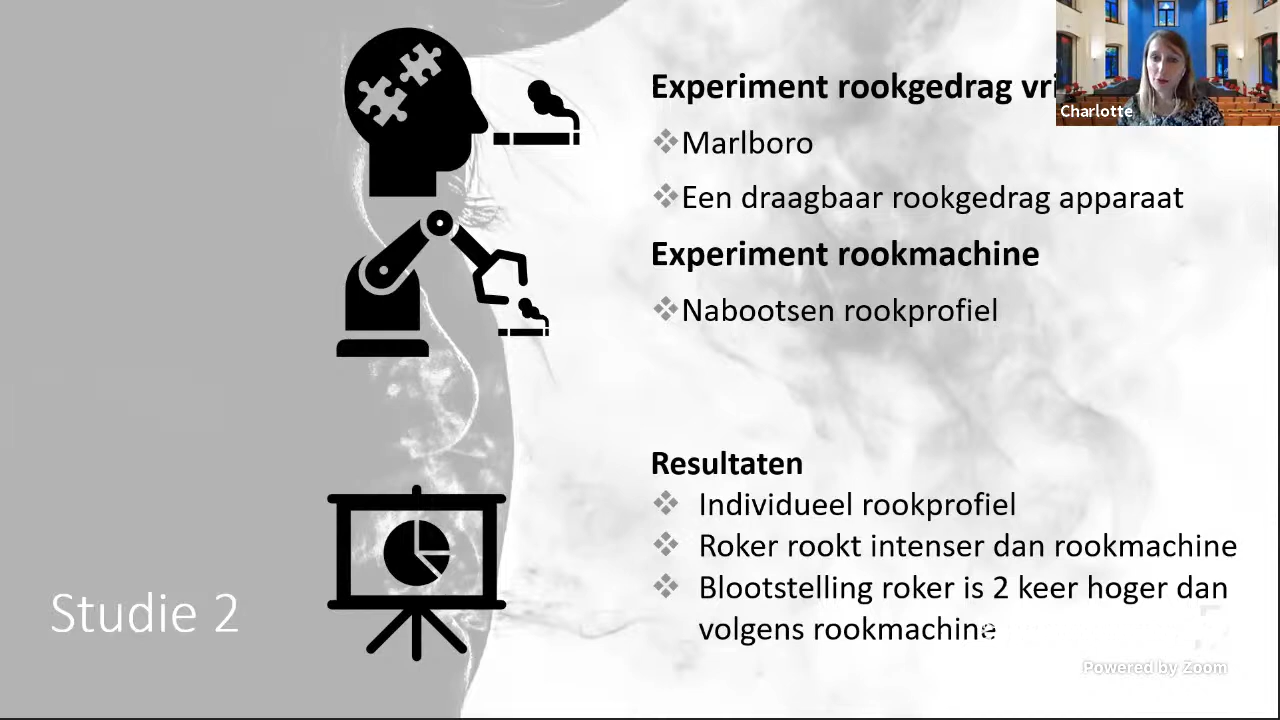 Experiment rookgedrag vri
Charlotte
Marlboro
Een draagbaar rookgedrag apparaat
Experiment rookmachine
Nabootsen rookprofiel
Resultaten
Individueel rookprofiel
Roker rookt intenser dan rookmachine
Blootstelling roker is 2 keer hoger dan
volgens rookmachine
Studie 2
Powered by Zoom